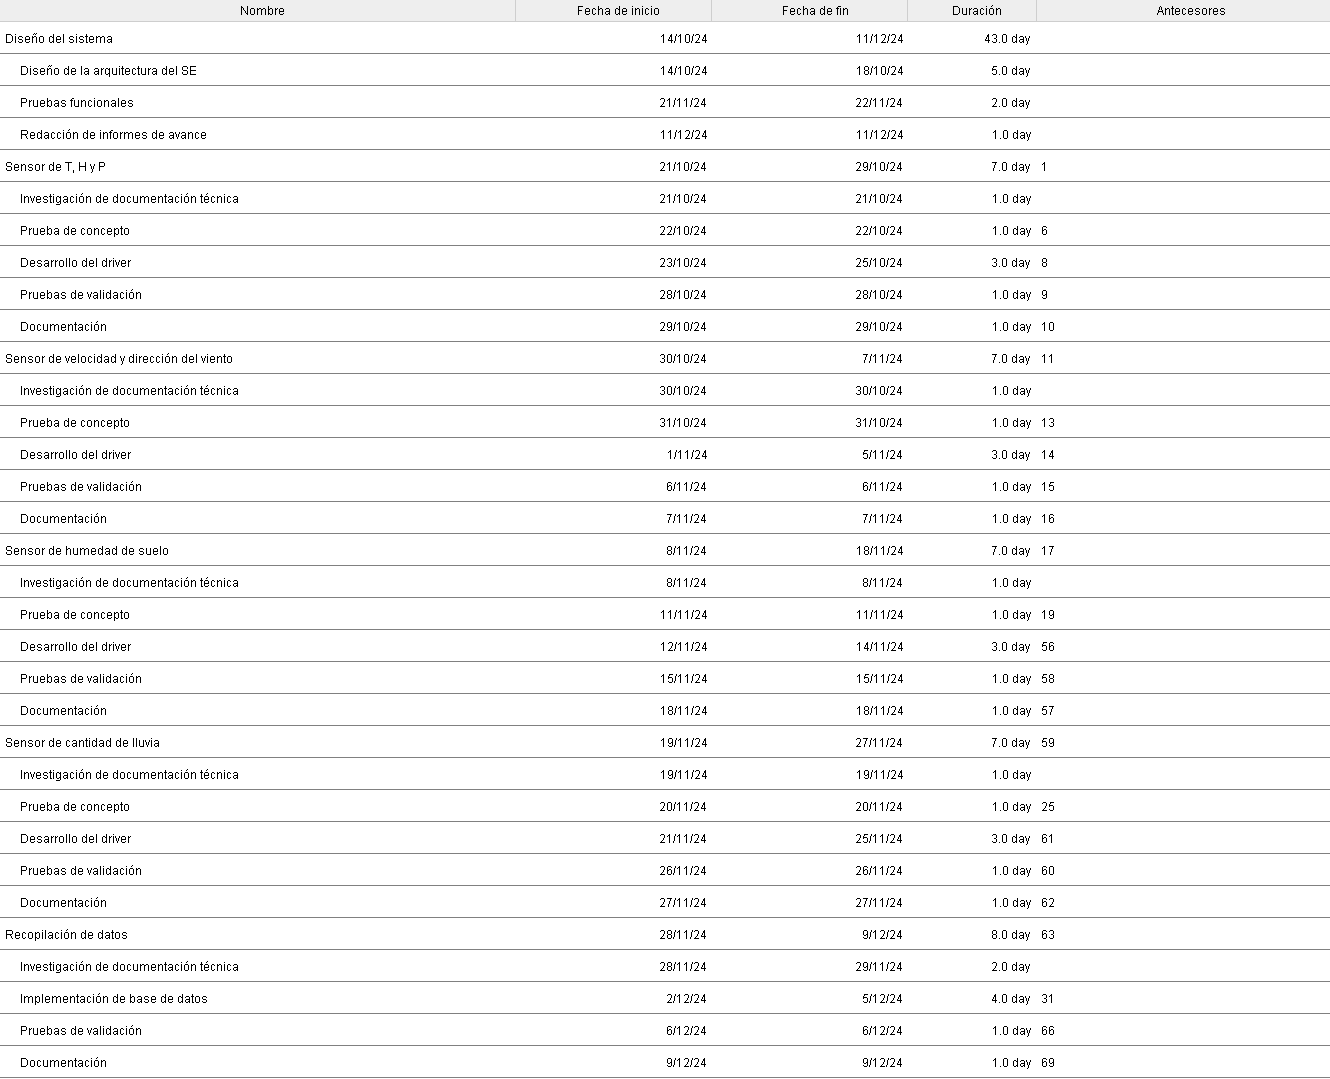 Nombre Fecha de inicio Fecha de fin Duración Antecesores
Diseño del sistema 14/10/24 11/12/24 43.0 day
Diseño de la arquitectura del SE 14/10/24 18/10/24 5.0 day
Pruebas funcionales 21/11/24 22/11/24 2.0 day
Redacción de informes de avance 11/12/24 11/12/24 1.0 day
Sensor de T, H y P 21/10/24 29/10/24 7.0 day 1
Investigación de documentación técnica 21/10/24 21/10/24 1.0 day
Prueba de concepto 22/10/24 22/10/24 1.0 day 6
Desarrollo del driver 23/10/24 25/10/24 3.0 day 8
Pruebas de validación 28/10/24 28/10/24 1.0 day 9
Documentación 29/10/24 29/10/24 1.0 day 10
Sensor de velocidad y dirección del viento 30/10/24 7/11/24 7.0 day 11
Investigación de documentación técnica 30/10/24 30/10/24 1.0 day
Prueba de concepto 31/10/24 31/10/24 1.0 day 13
Desarrollo del driver 1/11/24 5/11/24 3.0 day 14
Pruebas de validación 6/11/24 6/11/24 1.0 day 15
Documentación 7/11/24 7/11/24 1.0 day 16
Sensor de humedad de suelo 8/11/24 18/11/24 7.0 day 17
Investigación de documentación técnica 8/11/24 8/11/24 1.0 day
Prueba de concepto 11/11/24 11/11/24 1.0 day 19
Desarrollo del driver 12/11/24 14/11/24 3.0 day 56
Pruebas de validación 15/11/24 15/11/24 1.0 day 58
Documentación 18/11/24 18/11/24 1.0 day 57
Sensor de cantidad de lluvia 19/11/24 27/11/24 7.0 day 59
Investigación de documentación técnica 19/11/24 19/11/24 1.0 day
Prueba de concepto 20/11/24 20/11/24 1.0 day 25
Desarrollo del driver 21/11/24 25/11/24 3.0 day 61
Pruebas de validación 26/11/24 26/11/24 1.0 day 60
Documentación 27/11/24 27/11/24 1.0 day 62
Recopilación de datos 28/11/24 9/12/24 8.0 day 63
Investigación de documentación técnica 28/11/24 29/11/24 2.0 day
Implementación de base de datos 2/12/24 5/12/24 4.0 day 31
Pruebas de validación 6/12/24 6/12/24 1.0 day 66
Documentación 9/12/24 9/12/24 1.0 day 69